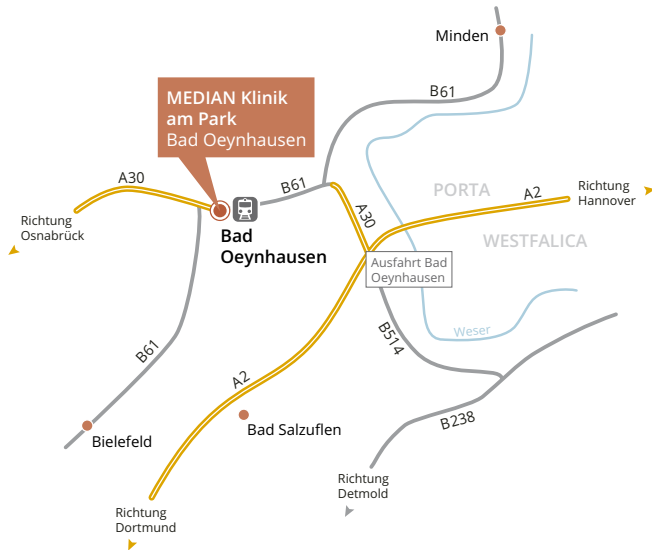 Minden
B61
MEDIAN Klinik
am Park
Bad Oeynhausen
A30
B61
PORTA
A2
Richtung
Hannover
Richtung
Osnabrück
Bad
Oeynhausen
A30
WESTFALICA
Ausfahrt Bad
Oeynhausen
Weser
B61
B514
A2
Bielefeld
Bad Salzuflen
B238
Richtung
Detmold
Richtung
Dortmund